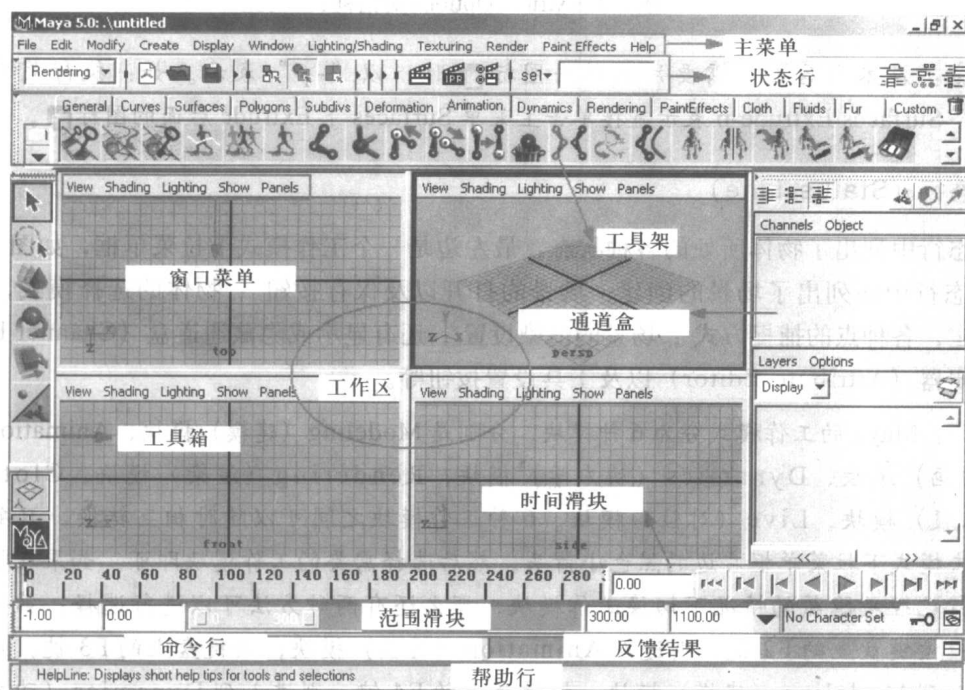 Maya 5.0: .\untitled
File Edit Modify Create Display Window Lighting/Shading Texturing Render Paint Effects Help
主菜单
Rendering
IPR
sel
状态行
General Curves Surfaces Polygons Subdivs Deformation Animation Dynamics Rendering PaintEffects Cloth Fluids Fur Custom
View Shading Lighting Show Panels
View Shading Lighting Show Panels
Channels Object
工具架
窗口菜单
通道盒
top
persp
工作区
Layers Options
Display
View Shading Lighting Show Panels
View Shading Lighting Show Panels
工具箱
时间滑块
front
side
MAYA
0 20 40 60 80 100 120 140 160 180 200 220 240 260 280
0
0.00
-1.00 0.00
范围滑块
300.00 1100.00
No Character Set
命令行
反馈结果
HelpLine: Displays short help tips for tools and selections
帮助行